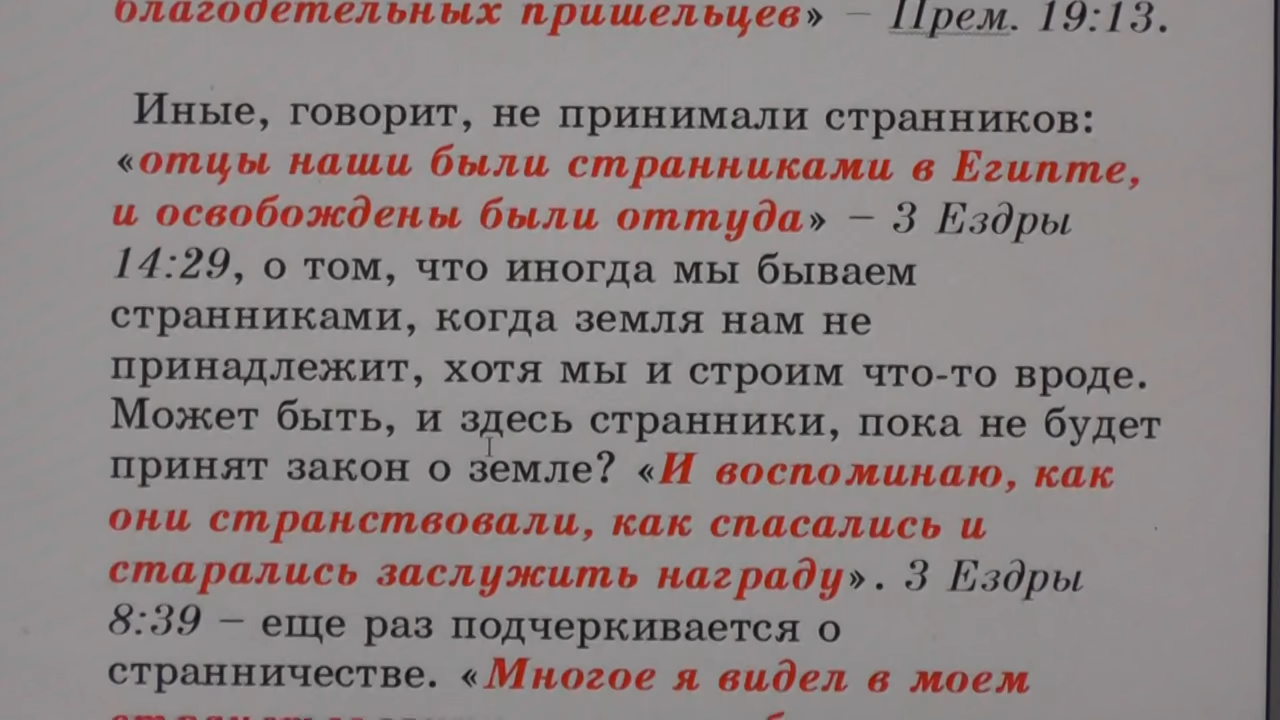 благодетельных пришельцев» – Прем. 19:13.
Иные, говорит, не принимали странников:
«отцы наши были странниками в Египте,
и освобождены были оттуда» – 3 Ездры
14:29, о том, что иногда мы бываем
странниками, когда земля нам не
принадлежит, хотя мы и строим что-то вроде.
Может быть, и здесь странники, пока не будет
принят закон о земле? «И воспоминаю, как
они странствовали, как спасались и
старались заслужить награду». 3 Ездры
8:39 – еще раз подчеркивается о
странничестве. «Многое я видел в моем